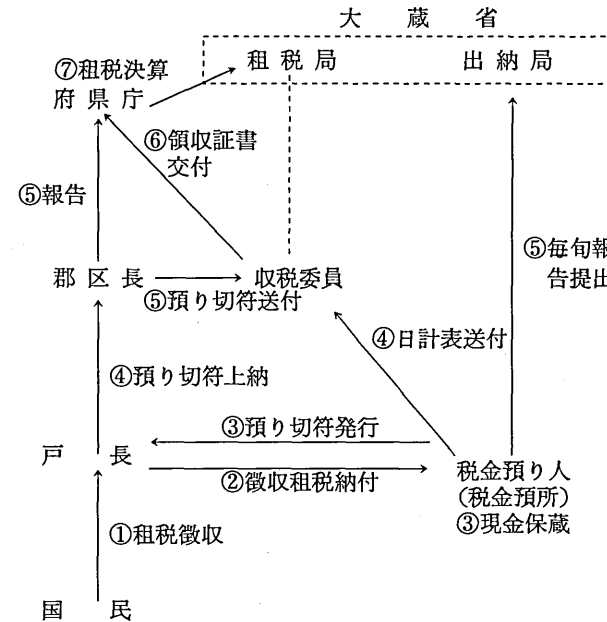 大蔵省
租税局
出納局
⑦租税決算
府県庁
⑥領収証書
交付
⑤報告
⑤毎旬報
告提出
郡区長
収税委員
⑤預り切符送付
④日計表送付
④預り切符上納
③預り切符発行
戸長
②徴収租税納付
税金預り人
(税金預所)
③現金保蔵
①租税徴収
国民